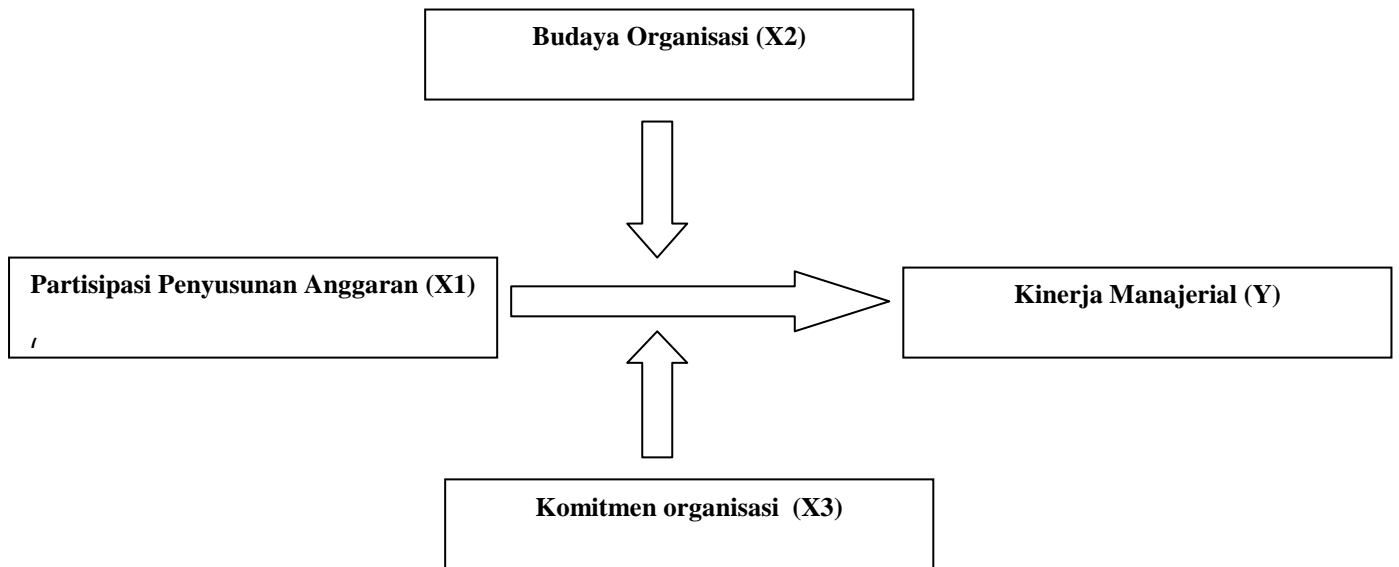 Budaya Organisasi (X2)
Partisipasi Penyusunan Anggaran (X1)
Kinerja Manajerial (Y)
Komitmen organisasi (X3)